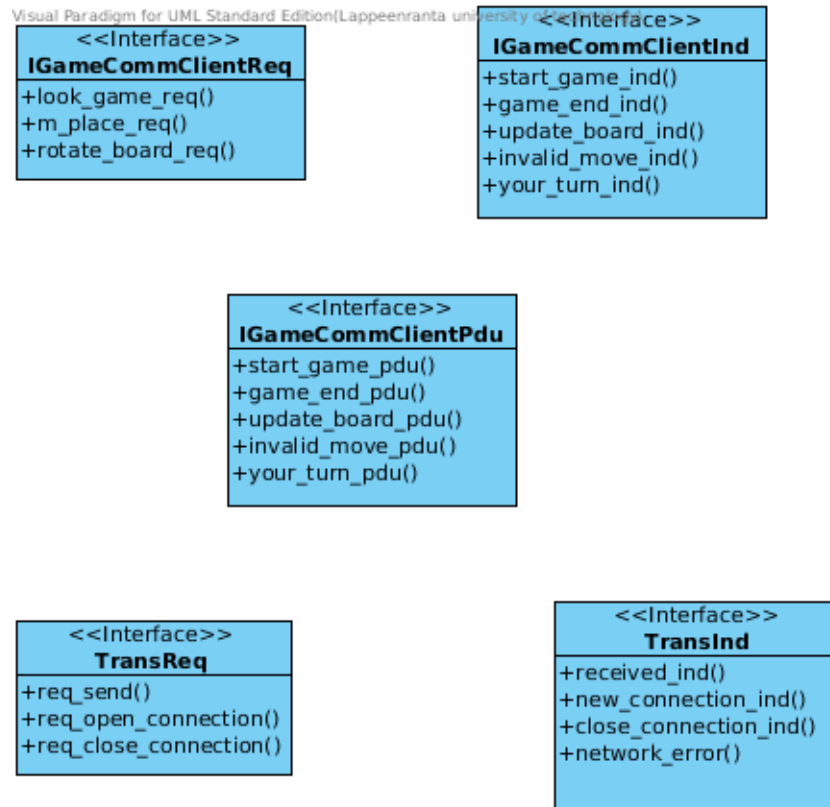 Visual Paradigm for UML Standard Edition(Lappeenranta university of technology)
<<Interface>>
IGameCommClientReq
+look_game_req()
+m_place_req()
+rotate_board_req()
<<Interface>>
IGameCommClientInd
+start_game_ind()
+game_end_ind()
+update_board_ind()
+invalid_move_ind()
+your_turn_ind()
<<Interface>>
IGameCommClientPdu
+start_game_pdu()
+game_end_pdu()
+update_board_pdu()
+invalid_move_pdu()
+your_turn_pdu()
<<Interface>>
TransReq
+req_send()
+req_open_connection()
+req_close_connection()
<<Interface>>
TransInd
+received_ind()
+new_connection_ind()
+close_connection_ind()
+network_error()